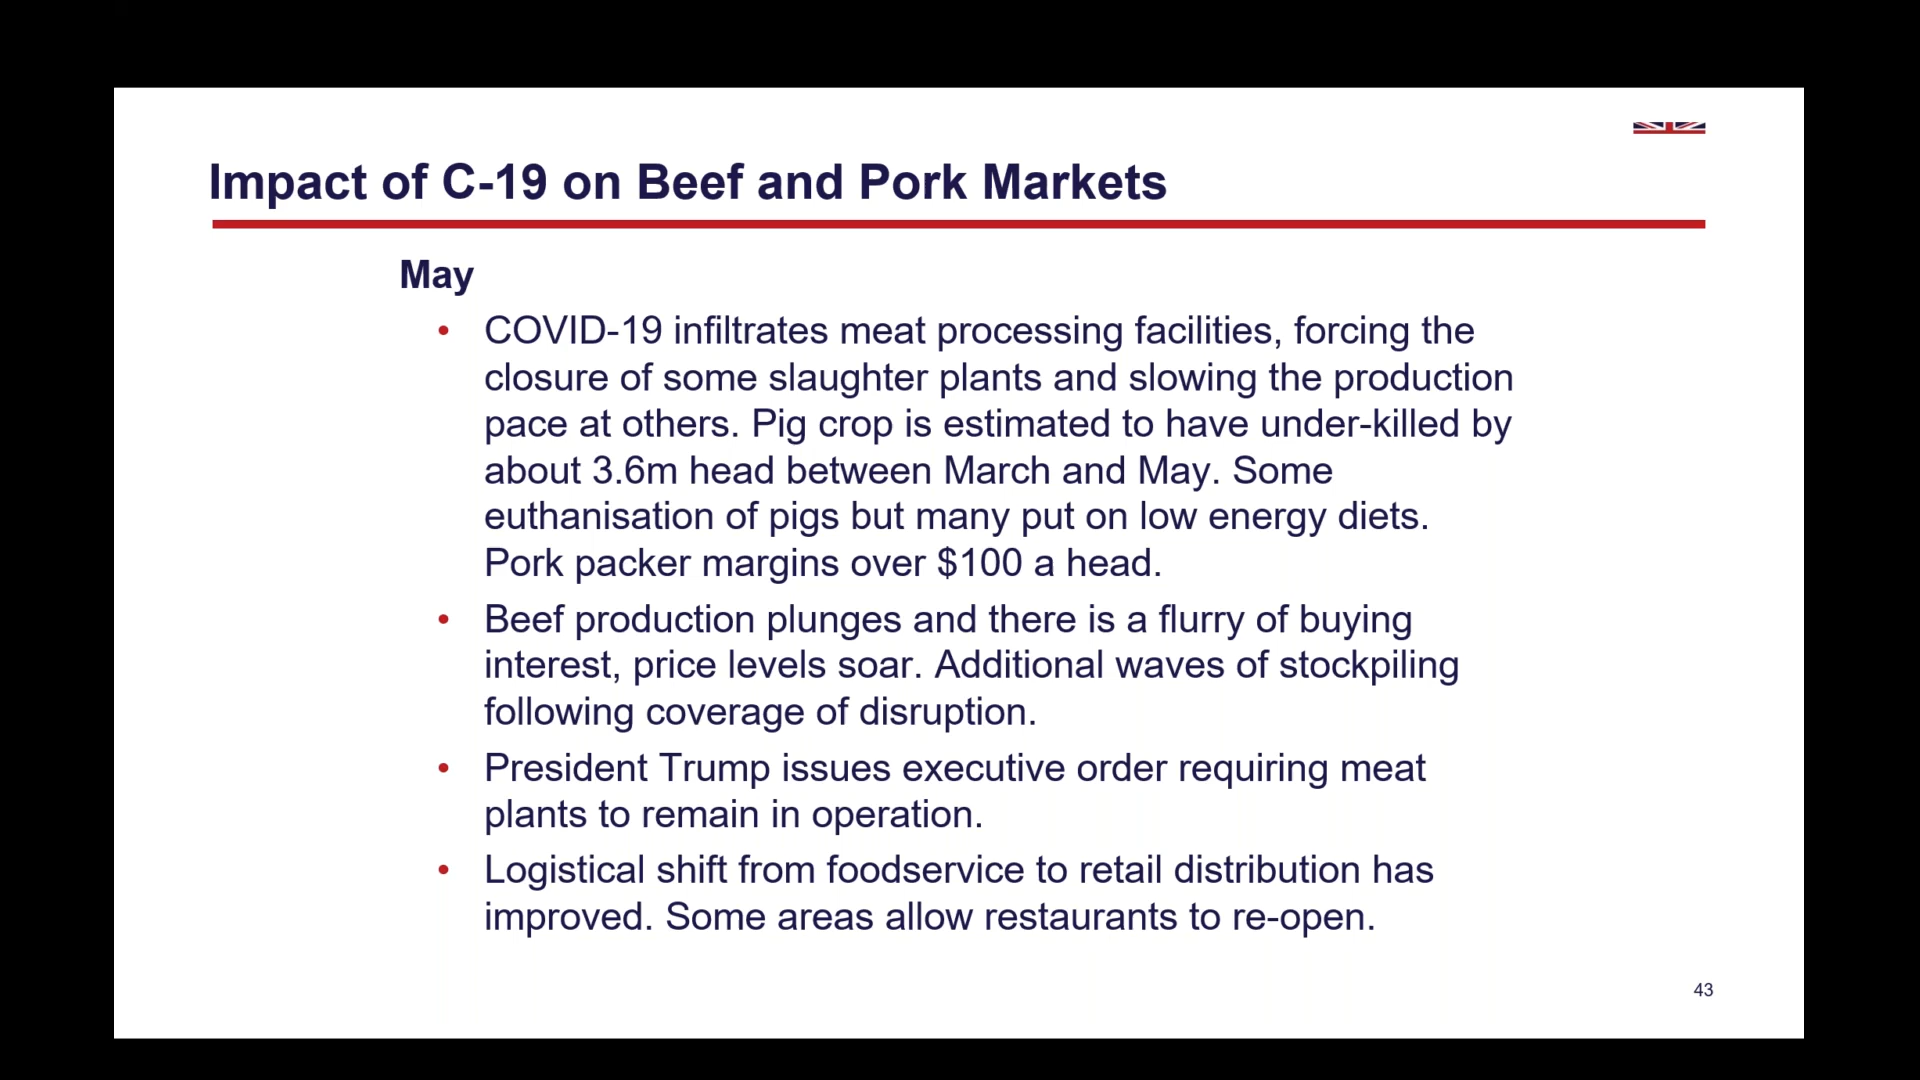 Impact of C-19 on Beef and Pork Markets
May
• COVID-19 infiltrates meat processing facilities, forcing the
closure of some slaughter plants and slowing the production
pace at others. Pig crop is estimated to have under-killed by
about 3.6m head between March and May. Some
euthanisation of pigs but many put on low energy diets.
Pork packer margins over $100 a head.
• Beef production plunges and there is a flurry of buying
interest, price levels soar. Additional waves of stockpiling
following coverage of disruption.
• President Trump issues executive order requiring meat
plants to remain in operation.
• Logistical shift from foodservice to retail distribution has
improved. Some areas allow restaurants to re-open.
43